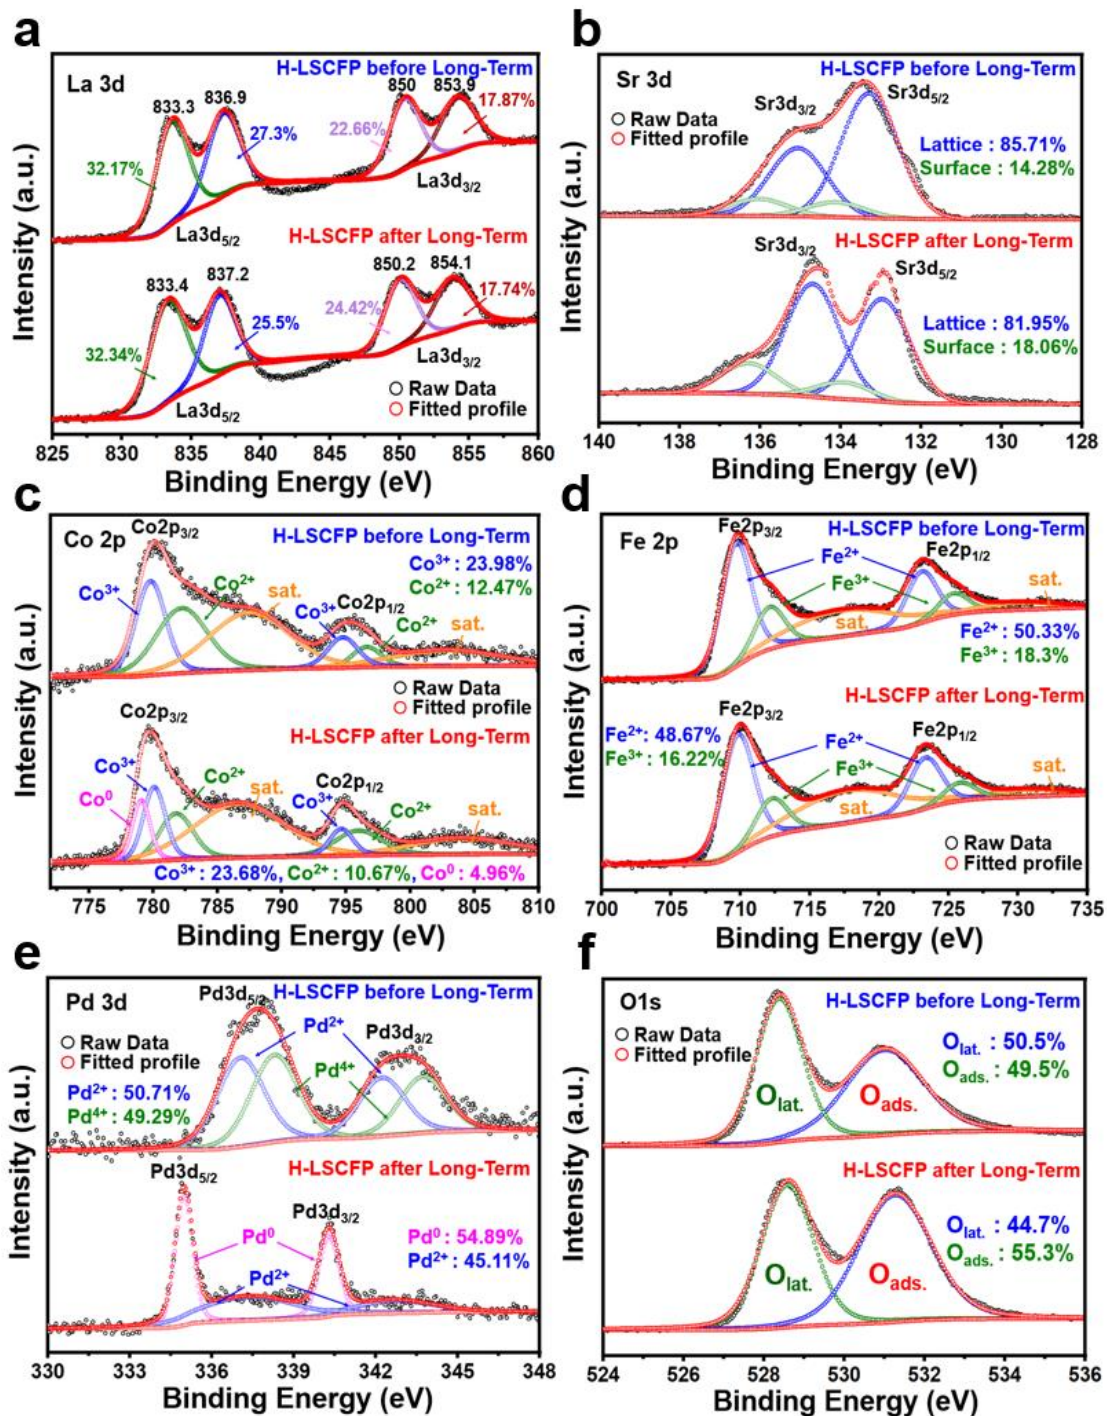 a
La 3d
H-LSCFP before Long-Term
833.3
836.9
850
853.9
32.17%
27.3%
22.66%
17.87%
La3d5/2
La3d3/2
H-LSCFP after Long-Term
833.4
837.2
850.2
854.1
32.34%
25.5%
24.42%
17.74%
La3d5/2
La3d3/2
Raw Data
Fitted profile
825 830 835 840 845 850 855 860
Binding Energy (eV)
Intensity (a.u.)
b
Sr 3d
H-LSCFP before Long-Term
Raw Data
Fitted profile
Sr3d3/2
Sr3d5/2
Lattice : 85.71%
Surface : 14.28%
H-LSCFP after Long-Term
Sr3d3/2
Sr3d5/2
Lattice : 81.95%
Surface : 18.06%
140 138 136 134 132 130 128
Binding Energy (eV)
Intensity (a.u.)
c
Co 2p
Co2p3/2
H-LSCFP before Long-Term
Co³⁺ : 23.98%
Co²⁺ : 12.47%
Co³⁺
Co²⁺
sat.
Co³⁺
Co2p1/2
Co²⁺
sat.
Raw Data
Fitted profile
Co2p3/2
H-LSCFP after Long-Term
Co³⁺
Co⁰
Co²⁺
sat.
Co³⁺
Co2p1/2
Co²⁺
sat.
Co³⁺ : 23.68%, Co²⁺ : 10.67%, Co⁰ : 4.96%
775 780 785 790 795 800 805 810
Binding Energy (eV)
Intensity (a.u.)
d
Fe 2p
Fe2p3/2
H-LSCFP before Long-Term
Fe²⁺
Fe³⁺
Fe2p1/2
sat.
sat.
Fe²⁺ : 50.33%
Fe³⁺ : 18.3%
H-LSCFP after Long-Term
Fe2p3/2
Fe²⁺: 48.67%
Fe³⁺: 16.22%
Fe²⁺
Fe³⁺
Fe2p1/2
sat.
sat.
Raw Data
Fitted profile
700 705 710 715 720 725 730 735
Binding Energy (eV)
Intensity (a.u.)
e
Pd 3d
Pd3d5/2
H-LSCFP before Long-Term
Raw Data
Fitted profile
Pd²⁺
Pd3d3/2
Pd⁴⁺
Pd²⁺ : 50.71%
Pd⁴⁺ : 49.29%
H-LSCFP after Long-Term
Pd3d5/2
Pd3d3/2
Pd⁰
Pd²⁺
Pd⁰ : 54.89%
Pd²⁺ : 45.11%
330 333 336 339 342 345 348
Binding Energy (eV)
Intensity (a.u.)
f
O1s
H-LSCFP before Long-Term
Raw Data
Fitted profile
Olat. : 50.5%
Oads. : 49.5%
Olat.
Oads.
H-LSCFP after Long-Term
Olat. : 44.7%
Oads. : 55.3%
Olat.
Oads.
524 526 528 530 532 534 536
Binding Energy (eV)
Intensity (a.u.)